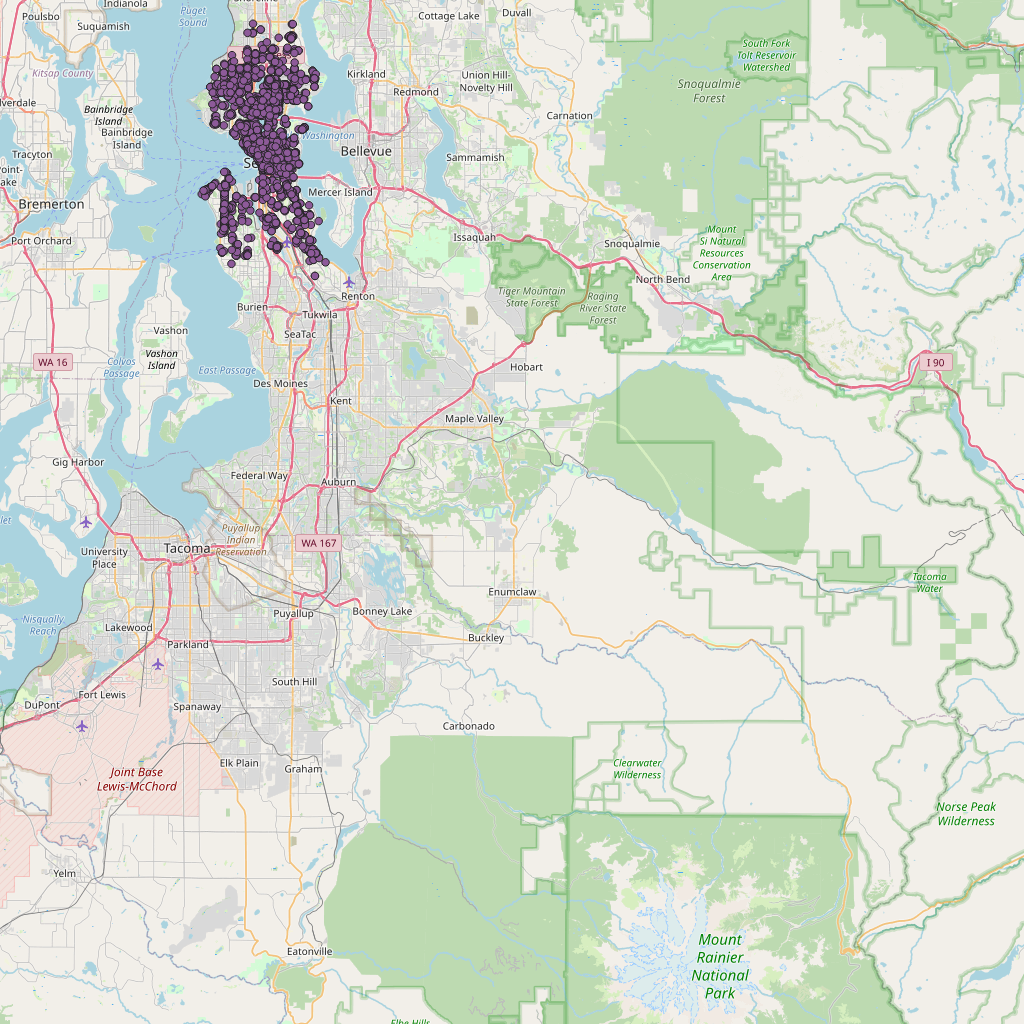 Poulsbo
Indianola
Suquamish
Puget
Sound
Shoreline
Cottage Lake
Duvall
Kitsap County
Kirkland
Union Hill-
Novelty Hill
Redmond
South Fork
Tolt Reservoir
Watershed
Snoqualmie
Forest
Bainbridge
Island
Bainbridge
Island
Carnation
Washington
Bellevue
Tracyton
Sammamish
Se
Mercer Island
Bremerton
Port Orchard
Issaquah
Snoqualmie
Mount
Si Natural
Resources
Conservation
Area
North Bend
Tiger Mountain
State Forest
Raging
River State
Forest
Renton
Burien
Tukwila
SeaTac
Vashon
Vashon
Island
Colvos
Passage
East Passage
WA 16
I 90
Hobart
Des Moines
Kent
Maple Valley
Gig Harbor
Federal Way
Auburn
Puyallup
Indian
Reservation
WA 167
University
Place
Tacoma
Tacoma
Water
Enumclaw
Nisqually
Reach
Puyallup
Bonney Lake
Lakewood
Buckley
Parkland
South Hill
Fort Lewis
DuPont
Spanaway
Carbonado
Elk Plain
Graham
Joint Base
Lewis-McChord
Clearwater
Wilderness
Norse Peak
Wilderness
Yelm
Mount
Rainier
National
Park
Eatonville
Elbe Hills